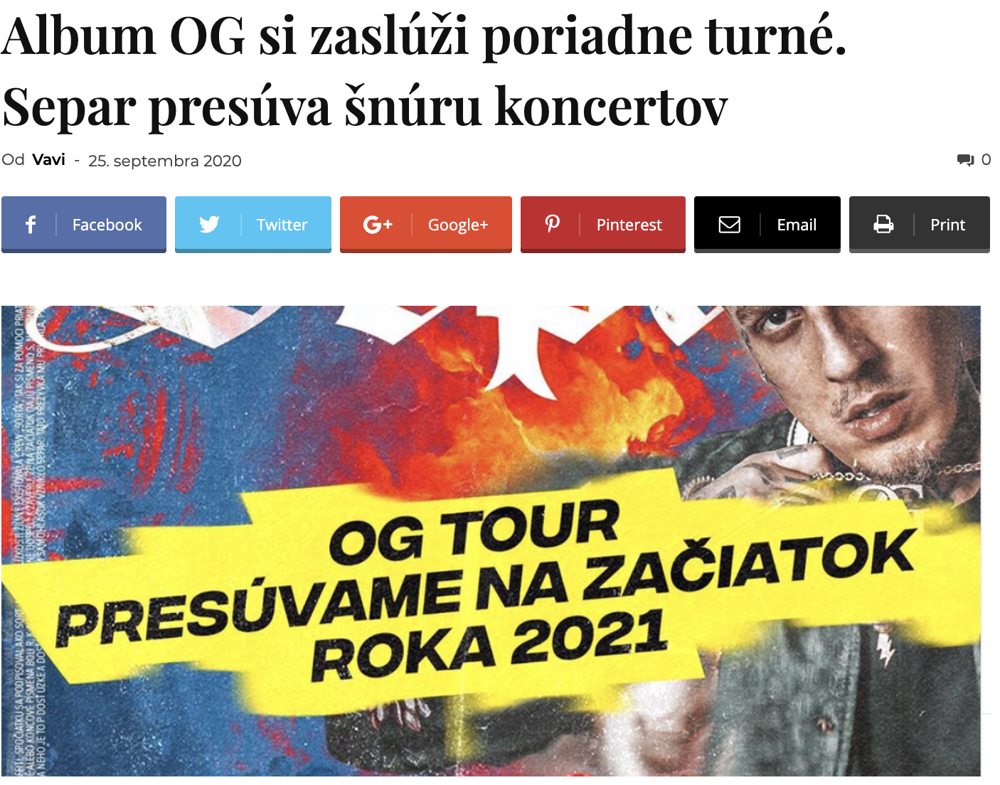 Album OG si zaslúži poriadne turné.
Separ presúva šnúru koncertov
Od Vavi - 25. septembra 2020
0
Facebook
Twitter
Google+
Pinterest
Email
Print
OG TOUR
PRESÚVAME NA ZAČIATOK
ROKA 2021